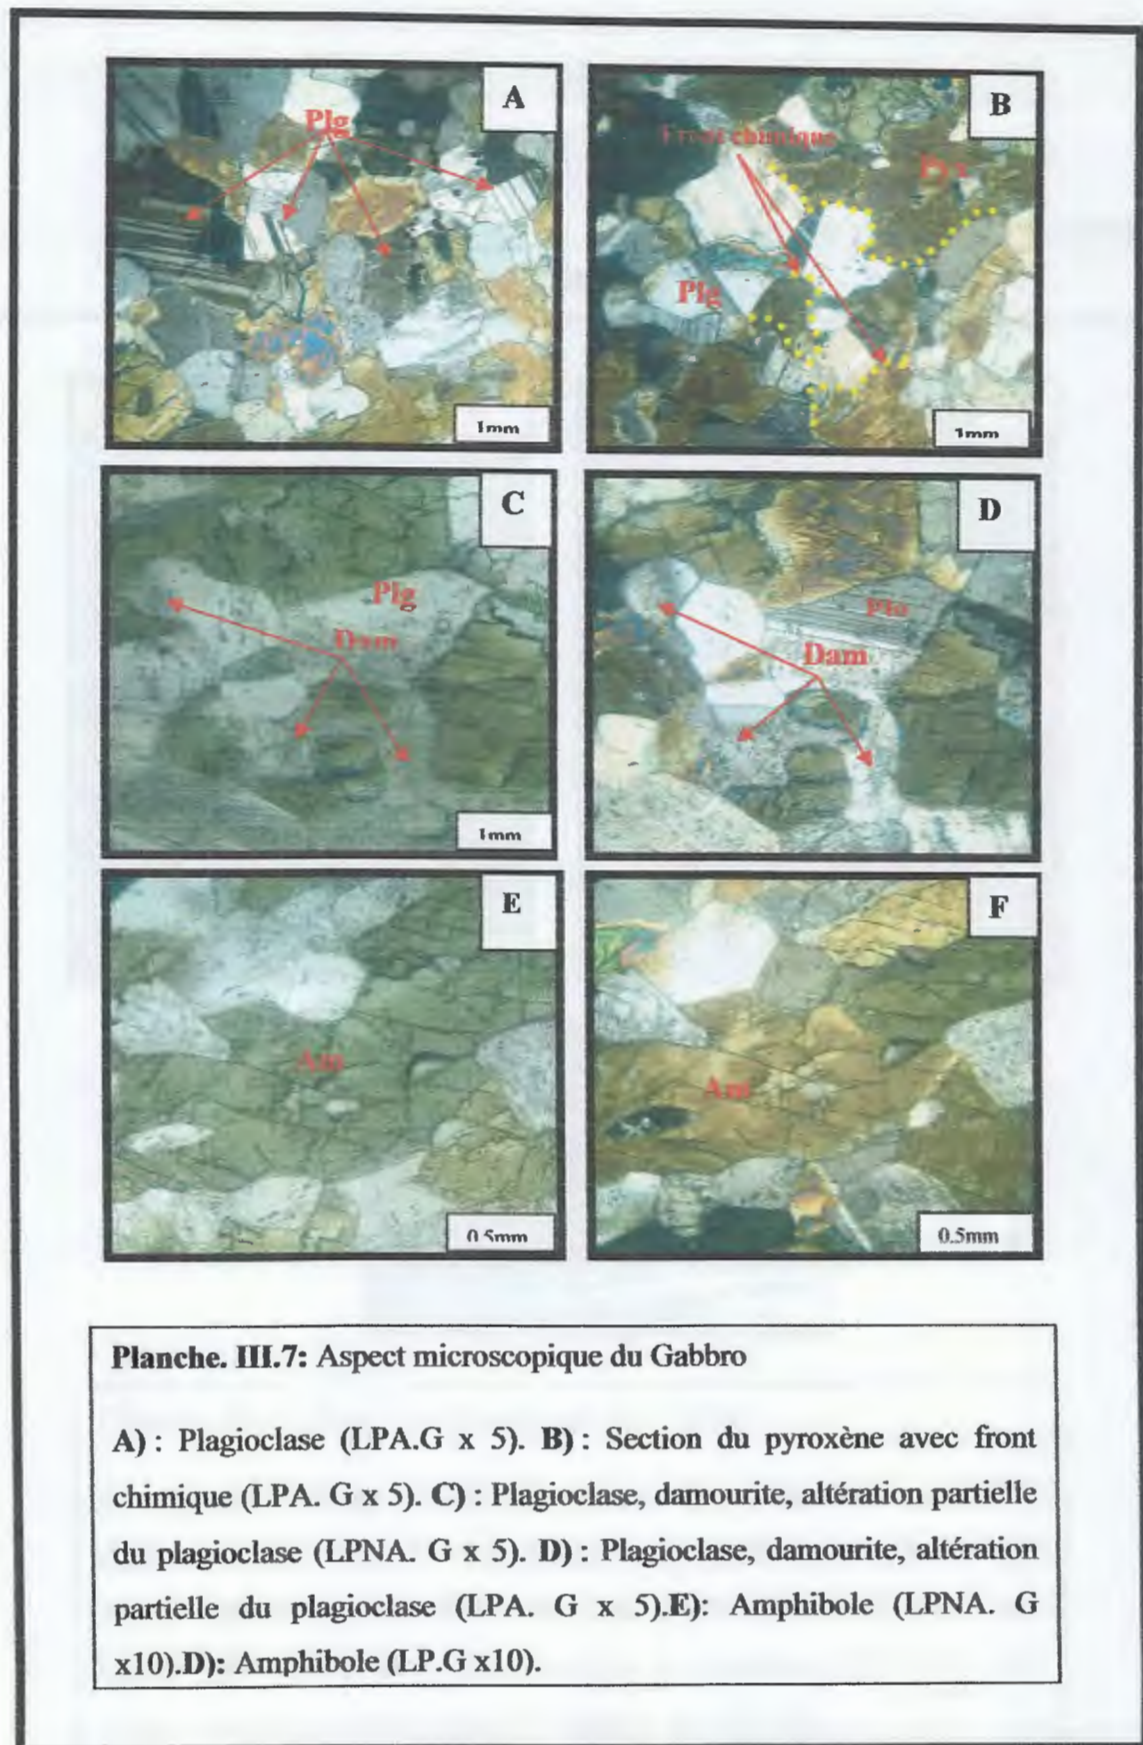 A
Plg
1mm
B
Front chimique
Pyx
Plg
1mm
C
Plg
Dam
1mm
D
Dam
E
Am
0.5mm
F
Am
0.5mm
Planche. III.7: Aspect microscopique du Gabbro
A) : Plagioclase (LPA.G x 5). B) : Section du pyroxène avec front
chimique (LPA. G x 5). C) : Plagioclase, damourite, altération partielle
du plagioclase (LPNA. G x 5). D) : Plagioclase, damourite, altération
partielle du plagioclase (LPA. G x 5).E): Amphibole (LPNA. G
x10).D): Amphibole (LP.G x10).